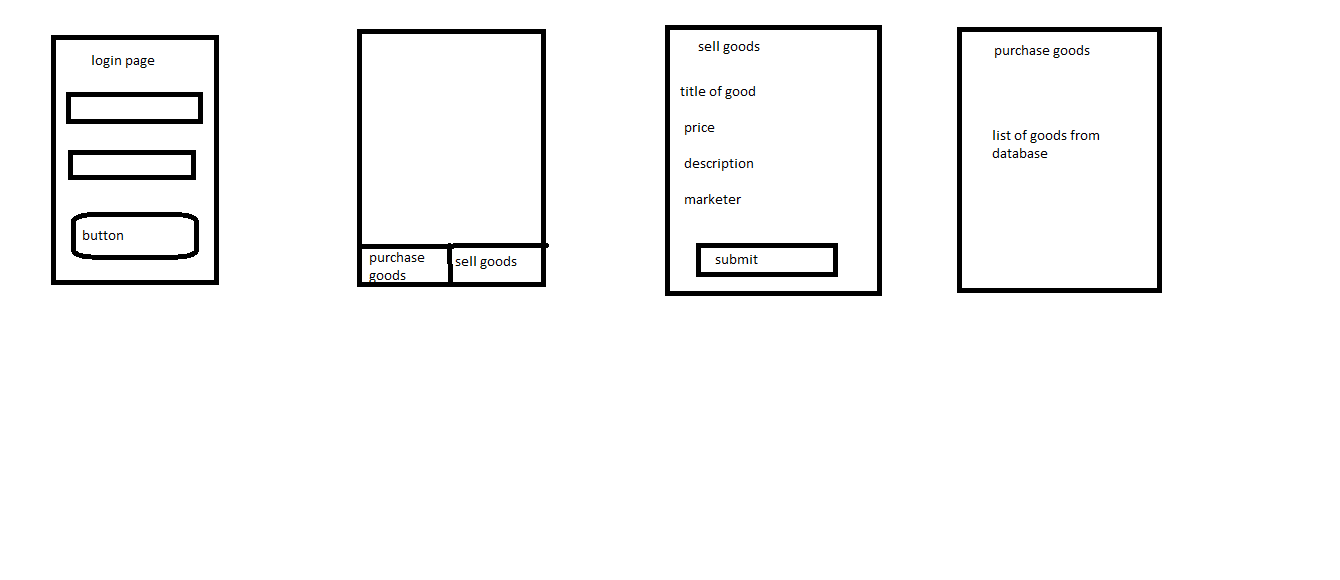 login page
button
purchase
goods
sell goods
sell goods
title of good
price
description
marketer
submit
purchase goods
list of goods from
database